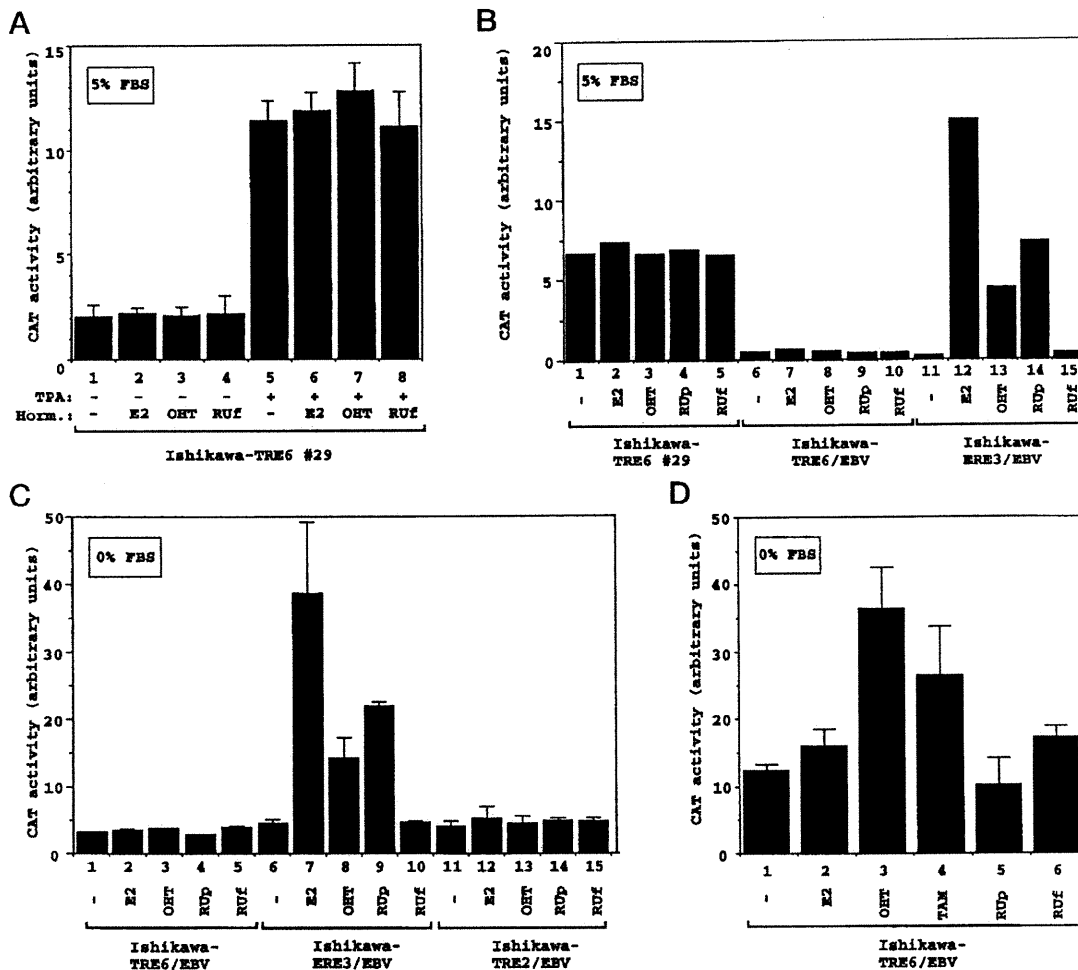 A
CAT activity (arbitrary units)
15
10
5
0
5% FBS
1 2 3 4 5 6 7 8
TPA: - - - - + + + +
Horm.: - E2 OHT RUf - E2 OHT RUf
Ishikawa-TRE6 #29
B
CAT activity (arbitrary units)
20
15
10
5
0
5% FBS
1 2 3 4 5 6 7 8 9 10 11 12 13 14 15
- E2 OHT RUp RUf - E2 OHT RUp RUf - E2 OHT RUp RUf
Ishikawa- Ishikawa- Ishikawa-
TRE6 #29 TRE6/EBV ERE3/EBV
C
CAT activity (arbitrary units)
50
40
30
20
10
0
0% FBS
1 2 3 4 5 6 7 8 9 10 11 12 13 14 15
- E2 OHT RUp RUf - E2 OHT RUp RUf - E2 OHT RUp RUf
Ishikawa- Ishikawa- Ishikawa-
TRE6/EBV ERE3/EBV TRE2/EBV
D
CAT activity (arbitrary units)
50
40
30
20
10
0
0% FBS
1 2 3 4 5 6
- E2 OHT TAM RUp RUf
Ishikawa-
TRE6/EBV